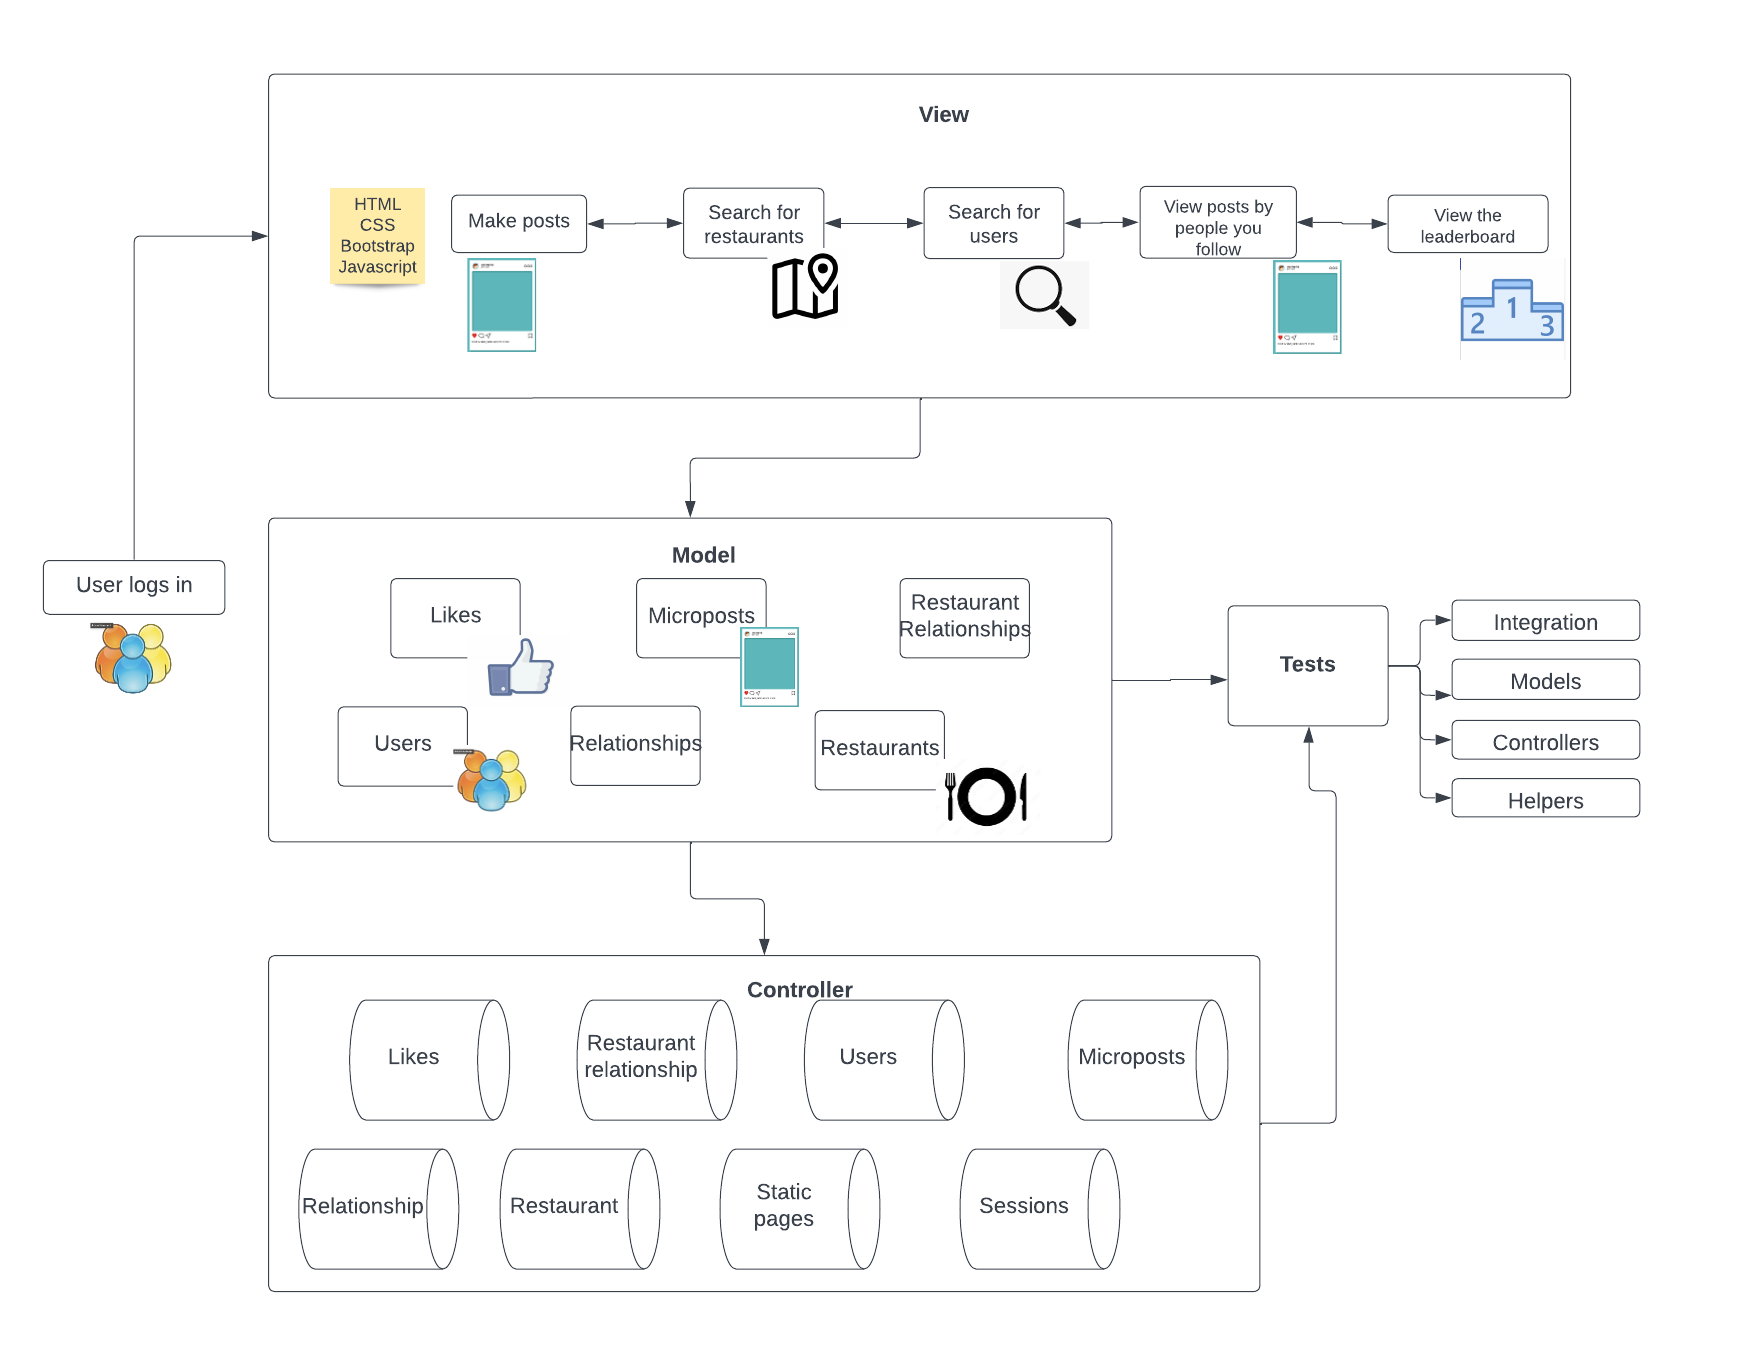 View
HTML
CSS
Bootstrap
Javascript
Make posts
Search for
restaurants
Search for
users
View posts by
people you
follow
View the
leaderboard
2
1
3
User logs in
Model
Likes
Microposts
Restaurant
Relationships
Users
Relationships
Restaurants
Tests
Integration
Models
Controllers
Helpers
Controller
Likes
Restaurant
relationship
Users
Microposts
Relationship
Restaurant
Static
pages
Sessions